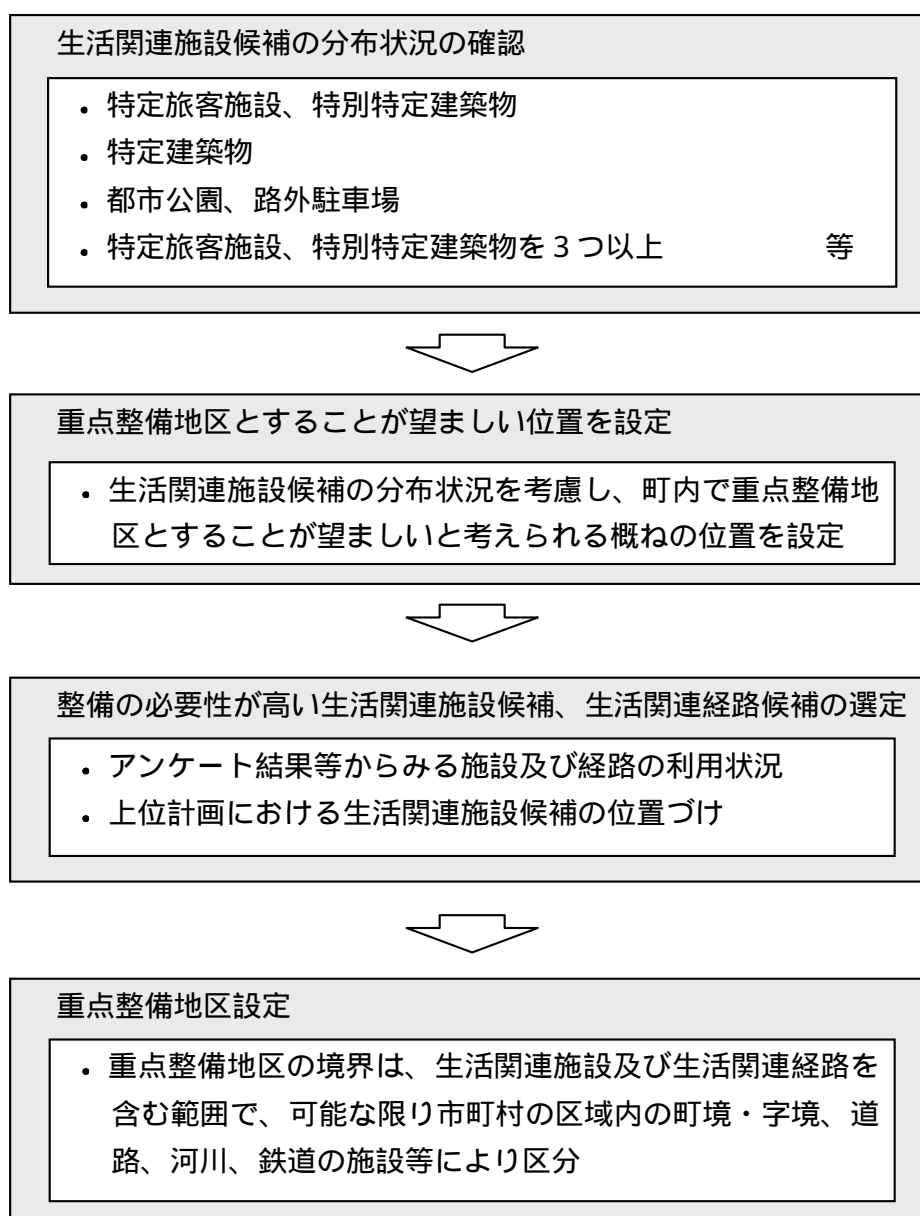 生活関連施設候補の分布状況の確認
・特定旅客施設、特別特定建築物
・特定建築物
・都市公園、路外駐車場
・特定旅客施設、特別特定建築物を３つ以上　　　　　等
重点整備地区とすることが望ましい位置を設定
・生活関連施設候補の分布状況を考慮し、町内で重点整備地
区とすることが望ましいと考えられる概ねの位置を設定
整備の必要性が高い生活関連施設候補、生活関連経路候補の選定
・アンケート結果等からみる施設及び経路の利用状況
・上位計画における生活関連施設候補の位置づけ
重点整備地区設定
・重点整備地区の境界は、生活関連施設及び生活関連経路を
含む範囲で、可能な限り市町村の区域内の町境・字境、道
路、河川、鉄道の施設等により区分